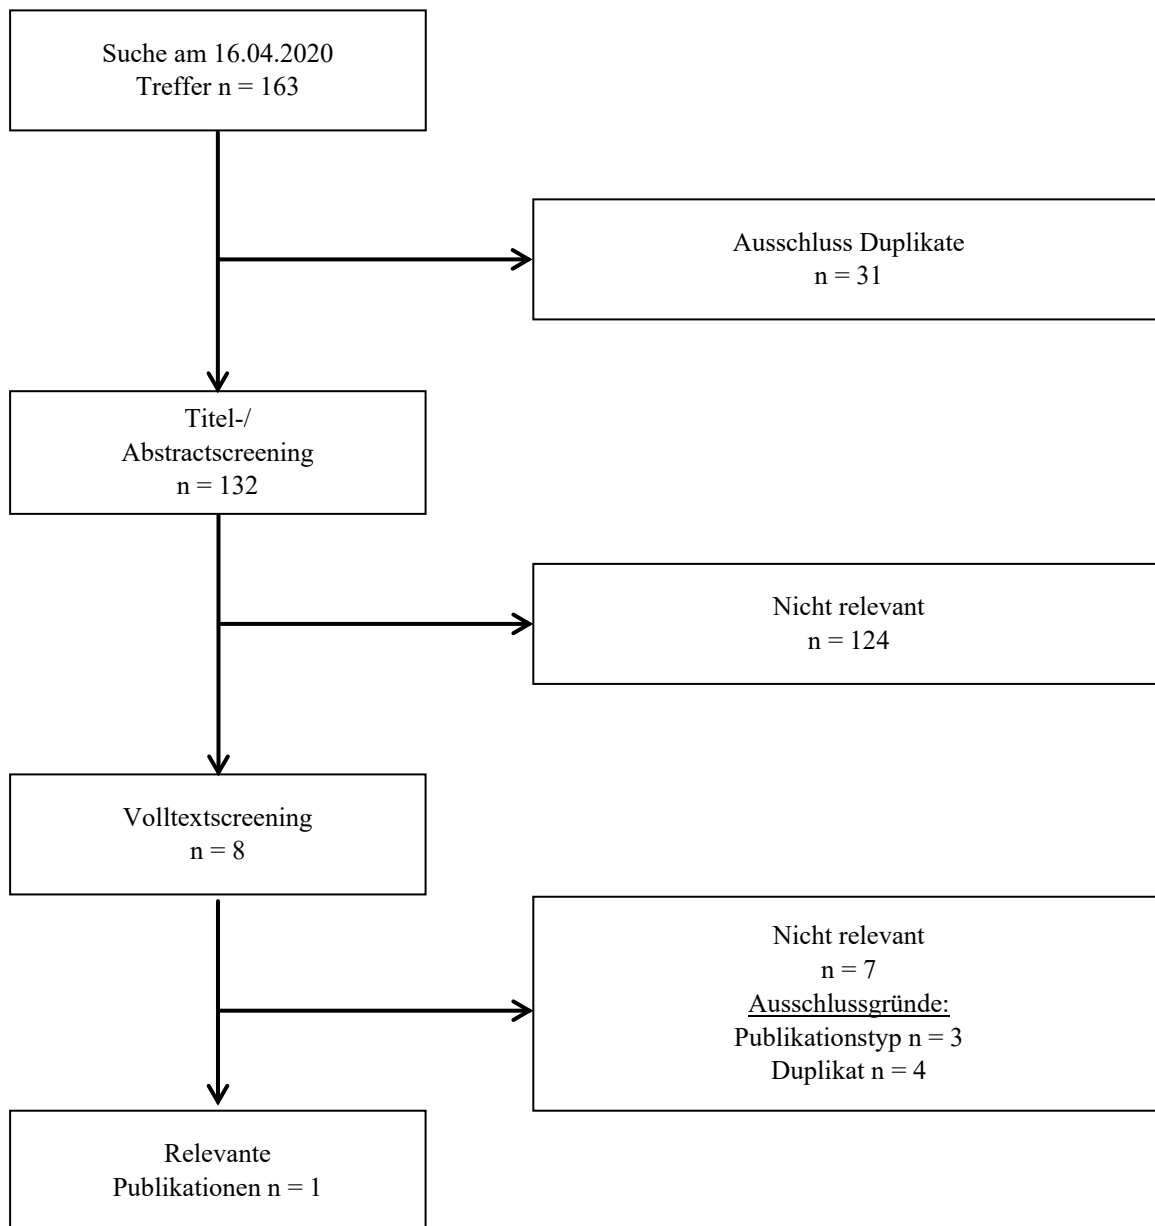 Suche am 16.04.2020
Treffer n = 163
Ausschluss Duplikate
n = 31
Titel-/
Abstractscreening
n = 132
Nicht relevant
n = 124
Volltextscreening
n = 8
Nicht relevant
n = 7
Ausschlussgründe:
Publikationstyp n = 3
Duplikat n = 4
Relevante
Publikationen n = 1